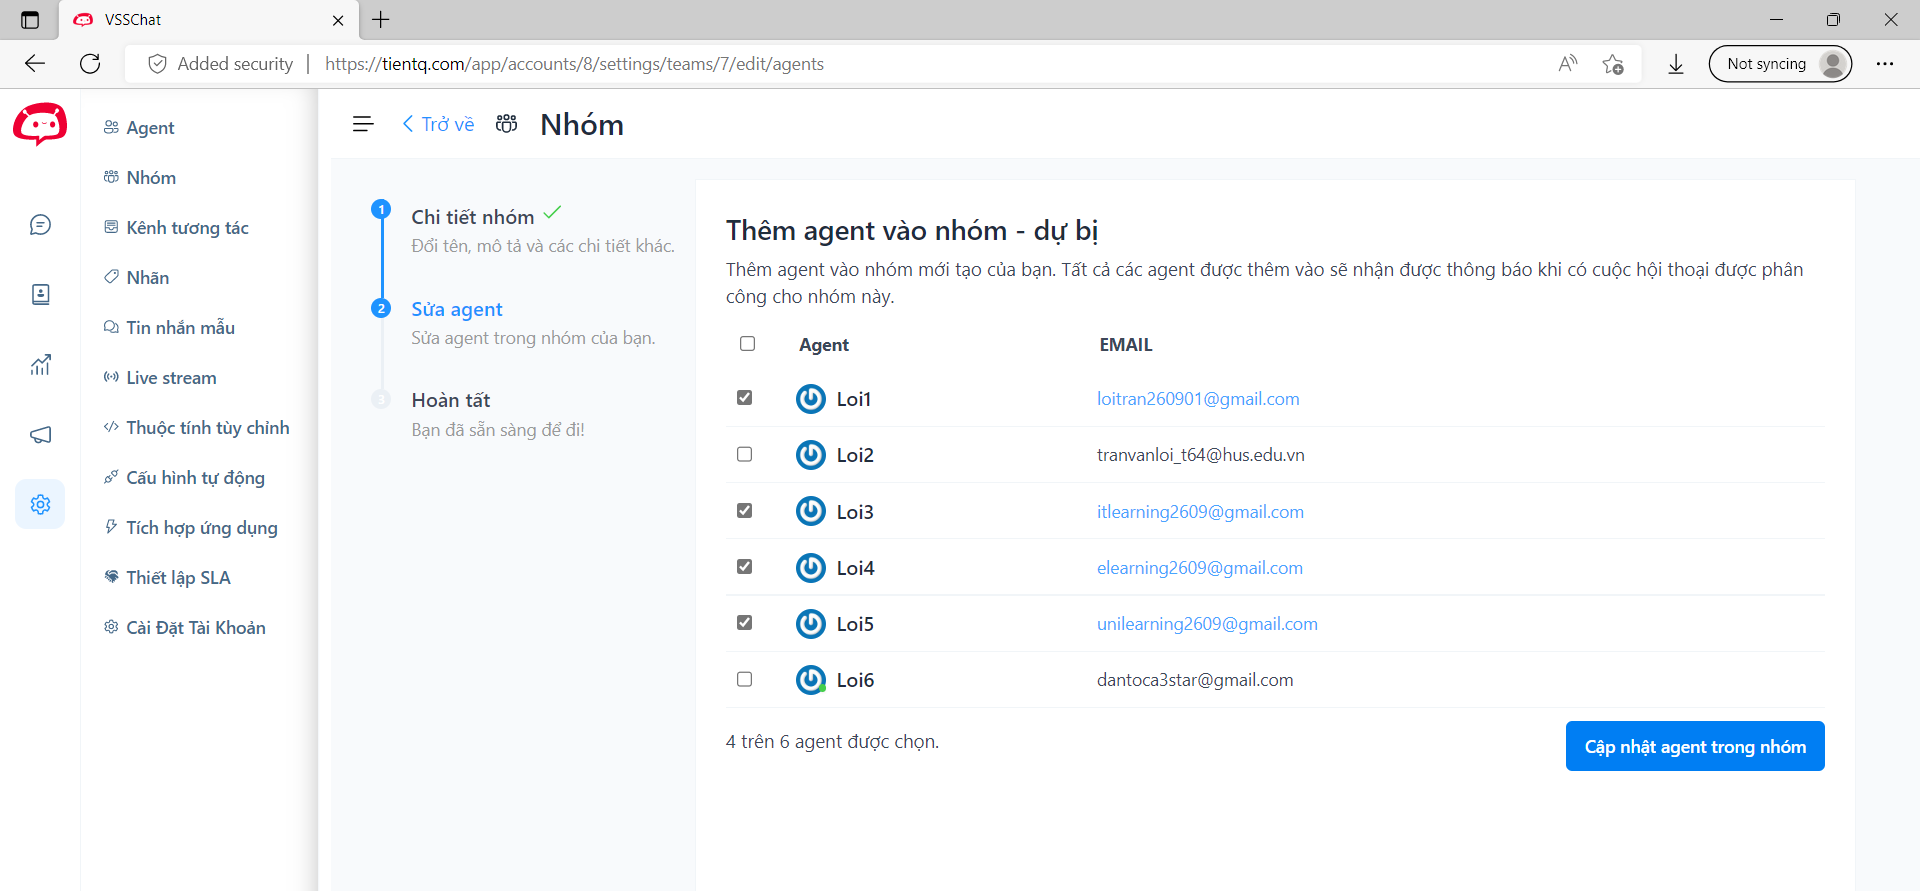 VSSChat
Added security
https://tientq.com/app/accounts/8/settings/teams/7/edit/agents
Not syncing
Agent
Nhóm
Kênh tương tác
Nhãn
Tin nhắn mẫu
Live stream
Thuộc tính tùy chỉnh
Cấu hình tự động
Tích hợp ứng dụng
Thiết lập SLA
Cài Đặt Tài Khoản
Trở về
Nhóm
1
Chi tiết nhóm
Đổi tên, mô tả và các chi tiết khác.
2
Sửa agent
Sửa agent trong nhóm của bạn.
3
Hoàn tất
Bạn đã sẵn sàng để đi!
Thêm agent vào nhóm - dự bị
Thêm agent vào nhóm mới tạo của bạn. Tất cả các agent được thêm vào sẽ nhận được thông báo khi có cuộc hội thoại được phân
công cho nhóm này.
Agent EMAIL
Loi1 loitran260901@gmail.com
Loi2 tranvanloi_t64@hus.edu.vn
Loi3 itlearning2609@gmail.com
Loi4 elearning2609@gmail.com
Loi5 unilearning2609@gmail.com
Loi6 dantoca3star@gmail.com
4 trên 6 agent được chọn.
Cập nhật agent trong nhóm